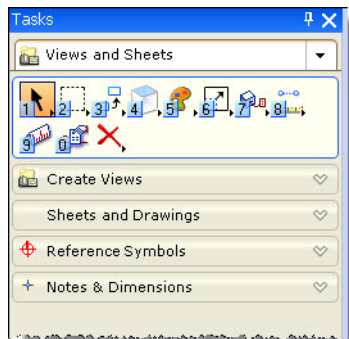 Tasks
Views and Sheets
1 2 3 4 5 6 7 8
9 0
Create Views
Sheets and Drawings
Reference Symbols
Notes & Dimensions